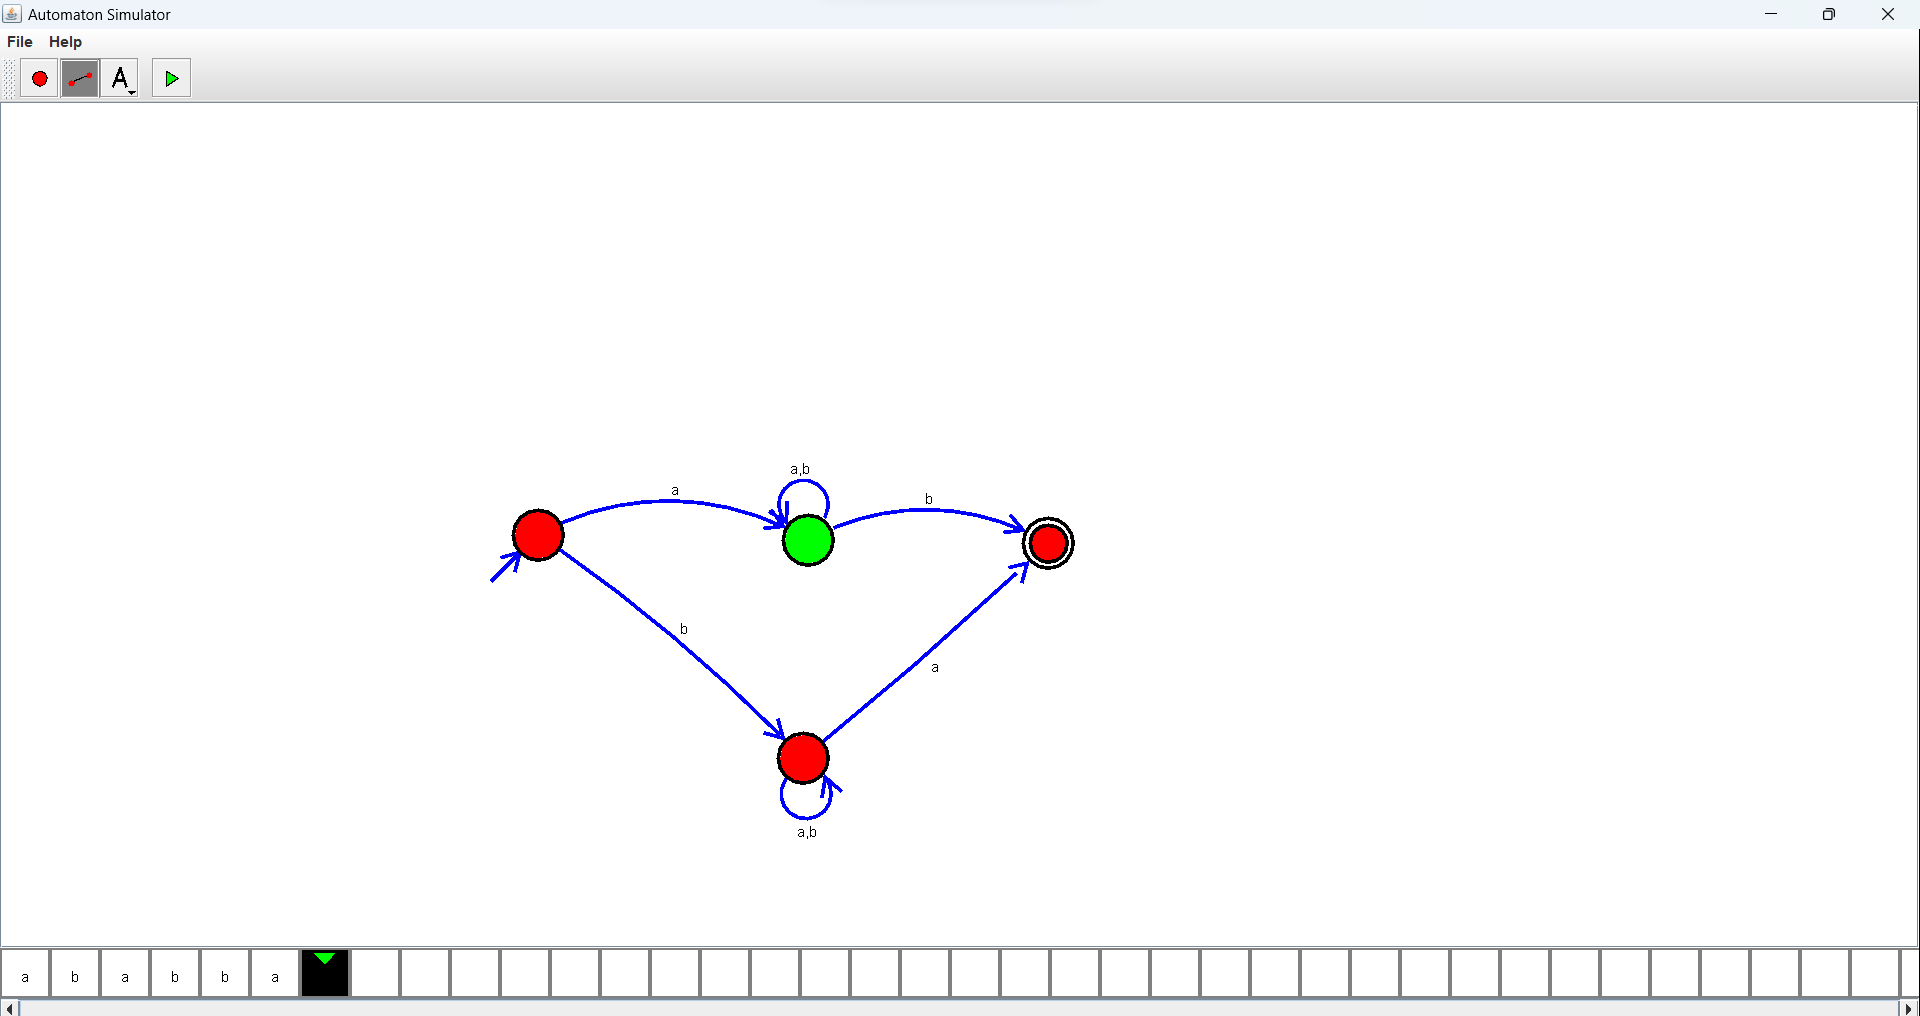 Automaton Simulator
File Help
A
a,b
a
b
b
a
a,b
a b a b b a